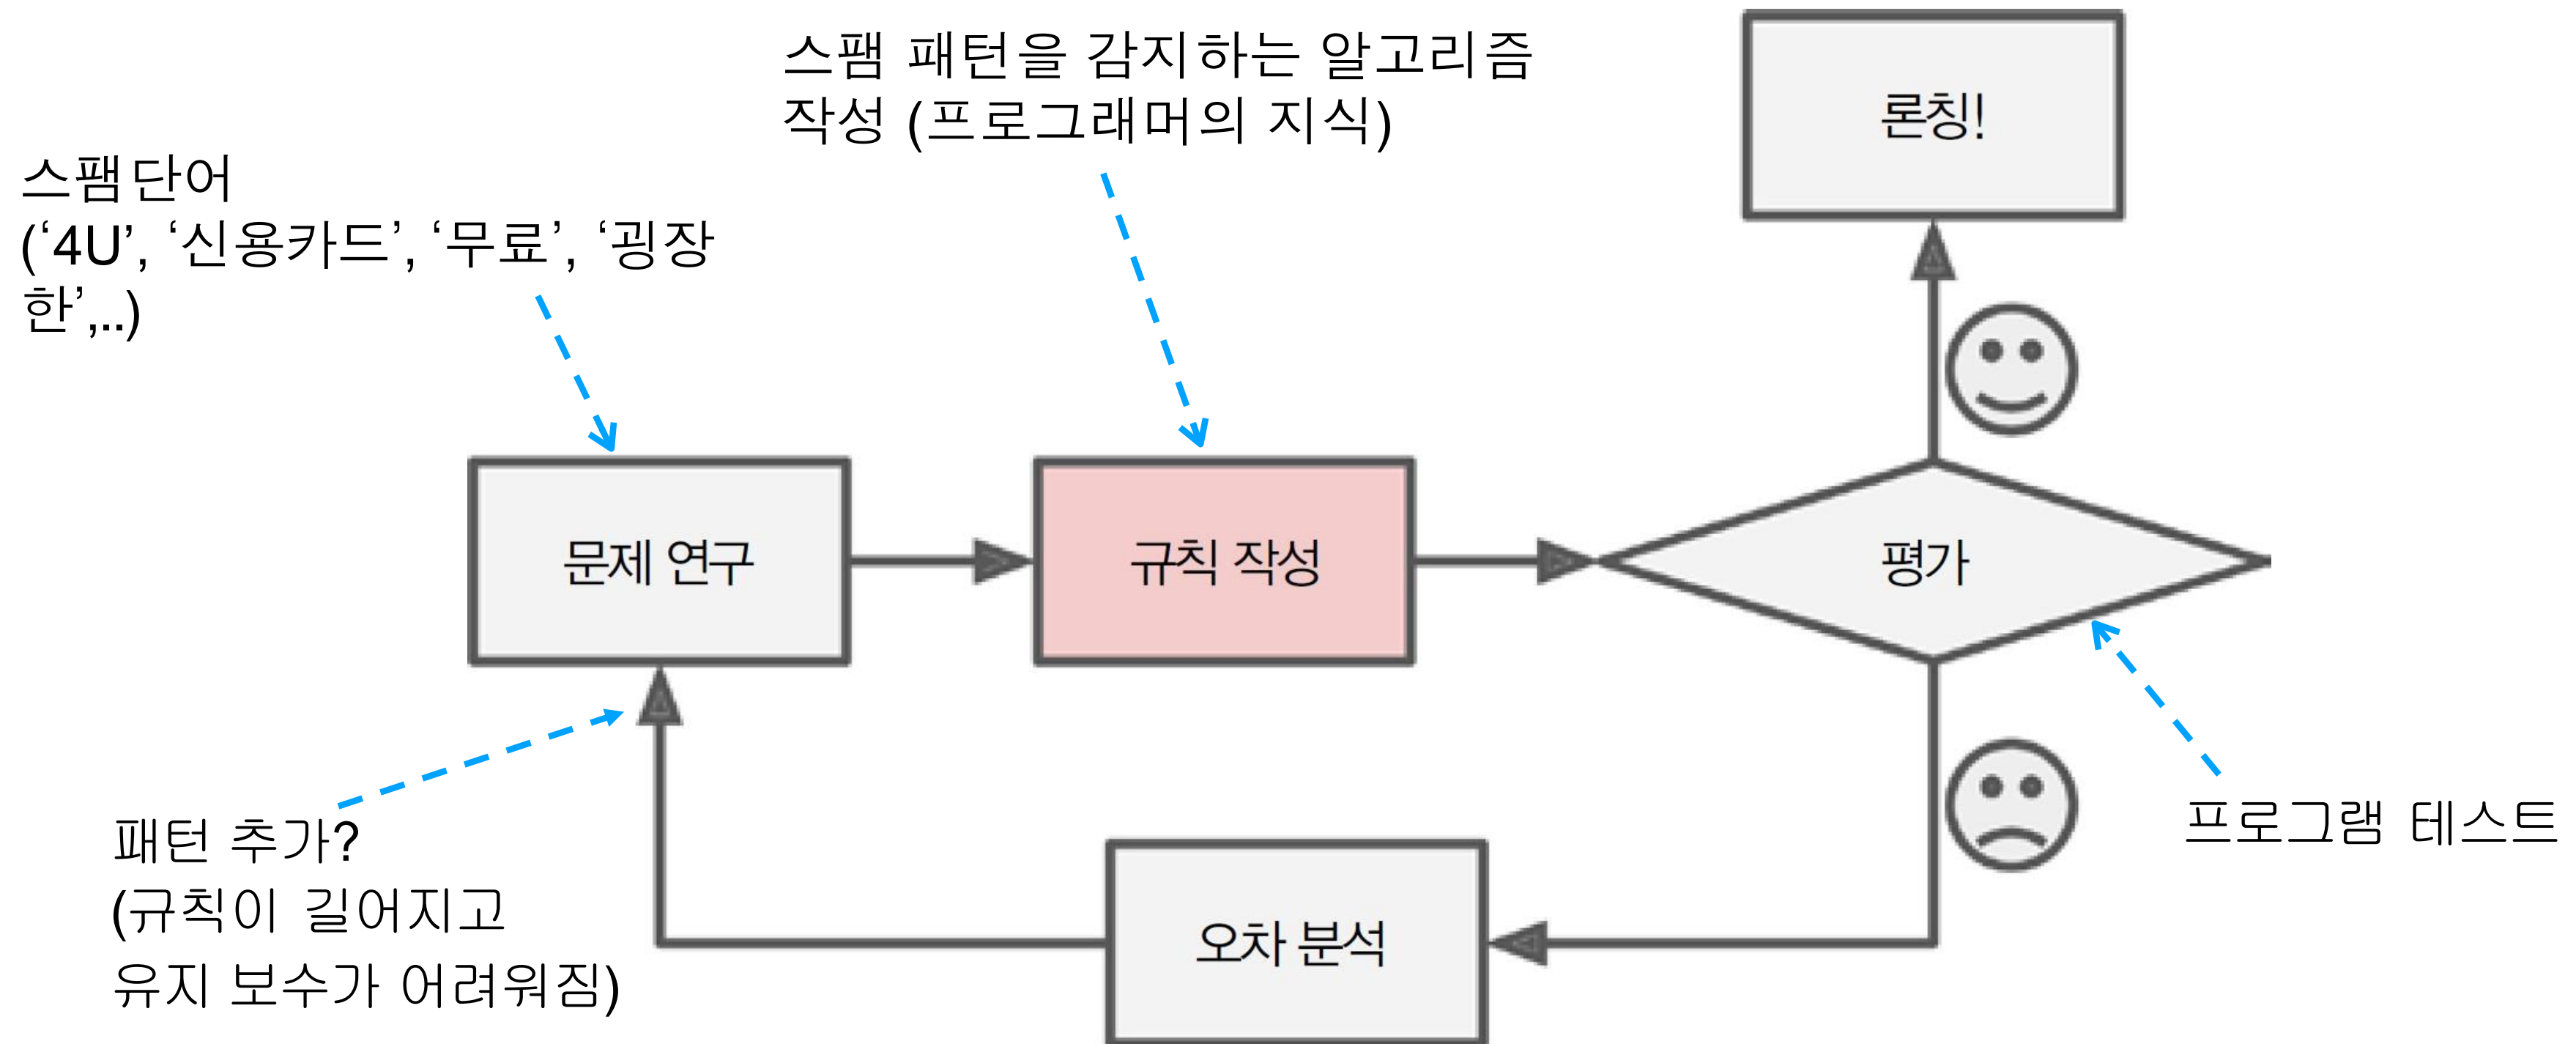 스팸 패턴을 감지하는 알고리즘
작성 (프로그래머의 지식)
론칭!
스팸단어
(‘4U’, ‘신용카드’, ‘무료’, ‘굉장
한’,..)
문제 연구
규칙 작성
평가
프로그램 테스트
패턴 추가?
(규칙이 길어지고
유지 보수가 어려워짐)
오차 분석